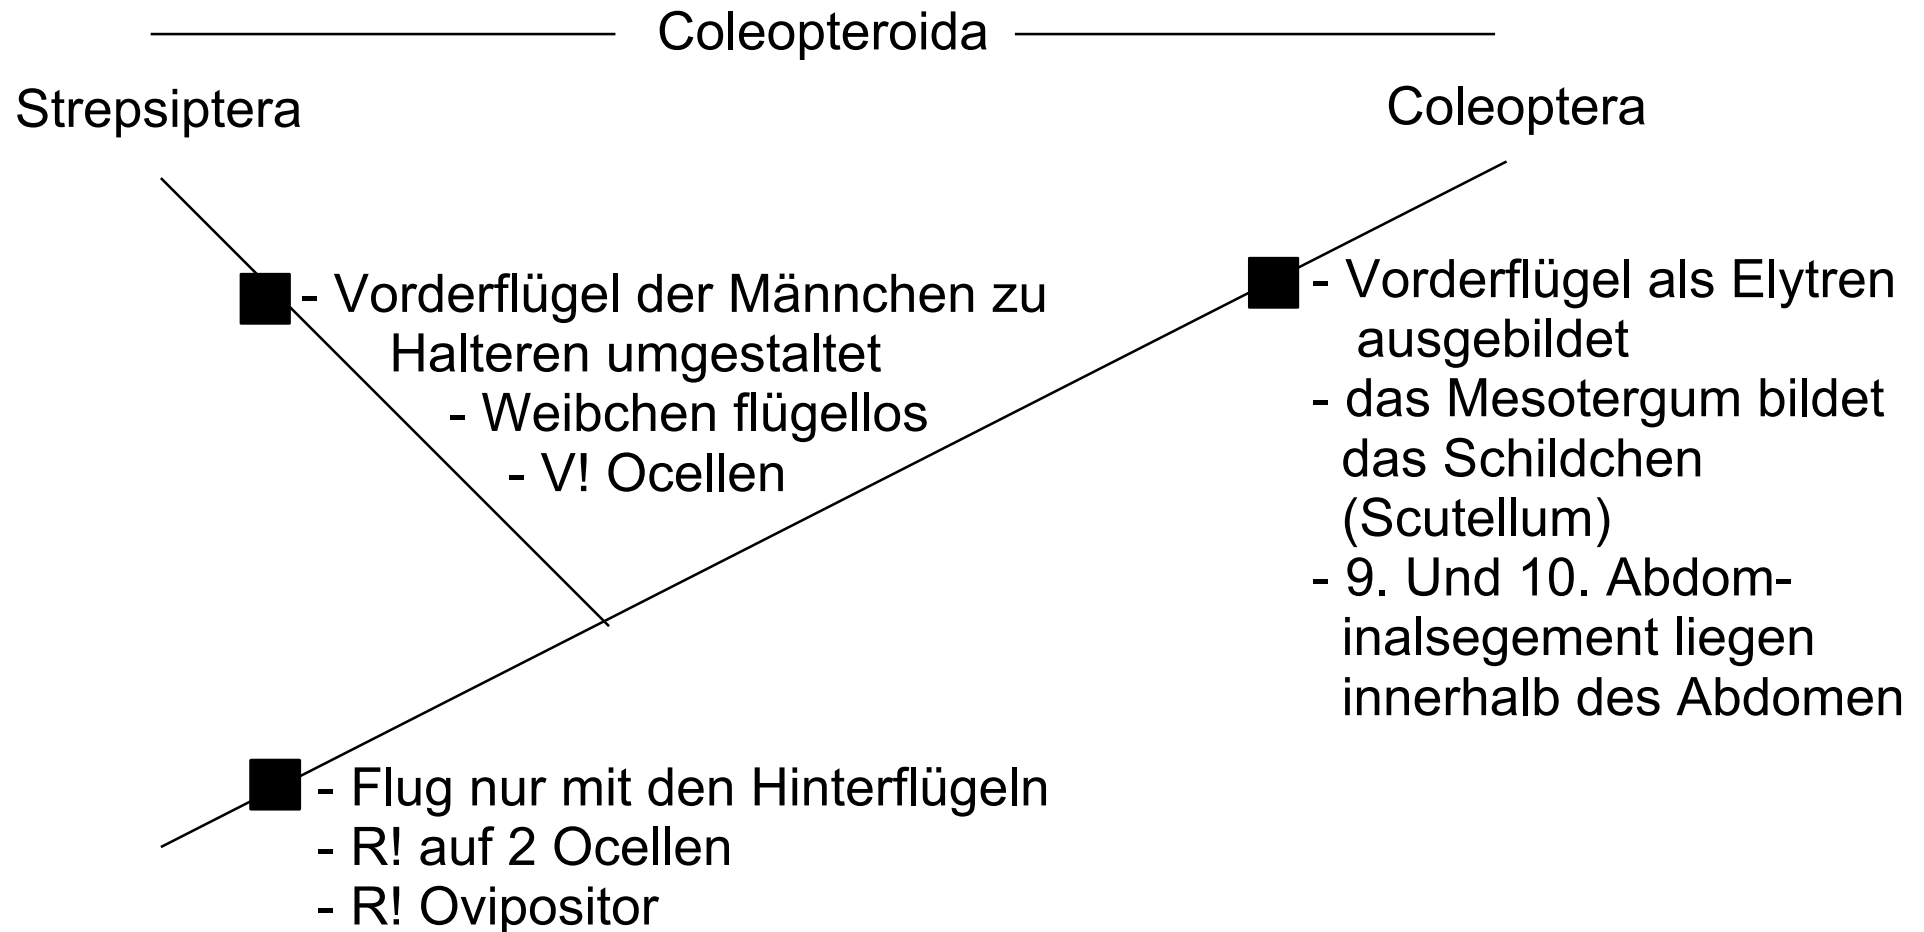 Coleopteroida
Strepsiptera
Coleoptera
- Vorderflügel der Männchen zu
Halteren umgestaltet
- Weibchen flügellos
- V! Ocellen
- Vorderflügel als Elytren
ausgebildet
- das Mesotergum bildet
das Schildchen
(Scutellum)
- 9. Und 10. Abdom-
inalsegement liegen
innerhalb des Abdomen
- Flug nur mit den Hinterflügeln
- R! auf 2 Ocellen
- R! Ovipositor